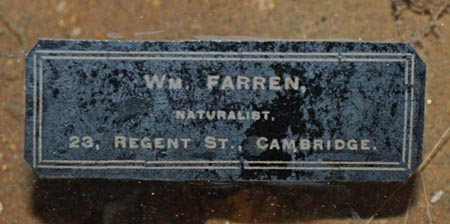 WM. FARREN,
NATURALIST,
23, REGENT ST., CAMBRIDGE.